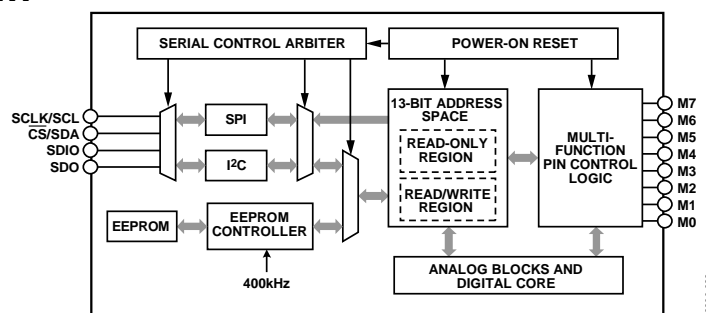 SERIAL CONTROL ARBITER
POWER-ON RESET
SCLK/SCL
CS/SDA
SDIO
SDO
SPI
I²C
13-BIT ADDRESS
SPACE
READ-ONLY
REGION
READ/WRITE
REGION
MULTI-
FUNCTION
PIN CONTROL
LOGIC
M7
M6
M5
M4
M3
M2
M1
M0
EEPROM
EEPROM
CONTROLLER
400kHz
ANALOG BLOCKS AND
DIGITAL CORE